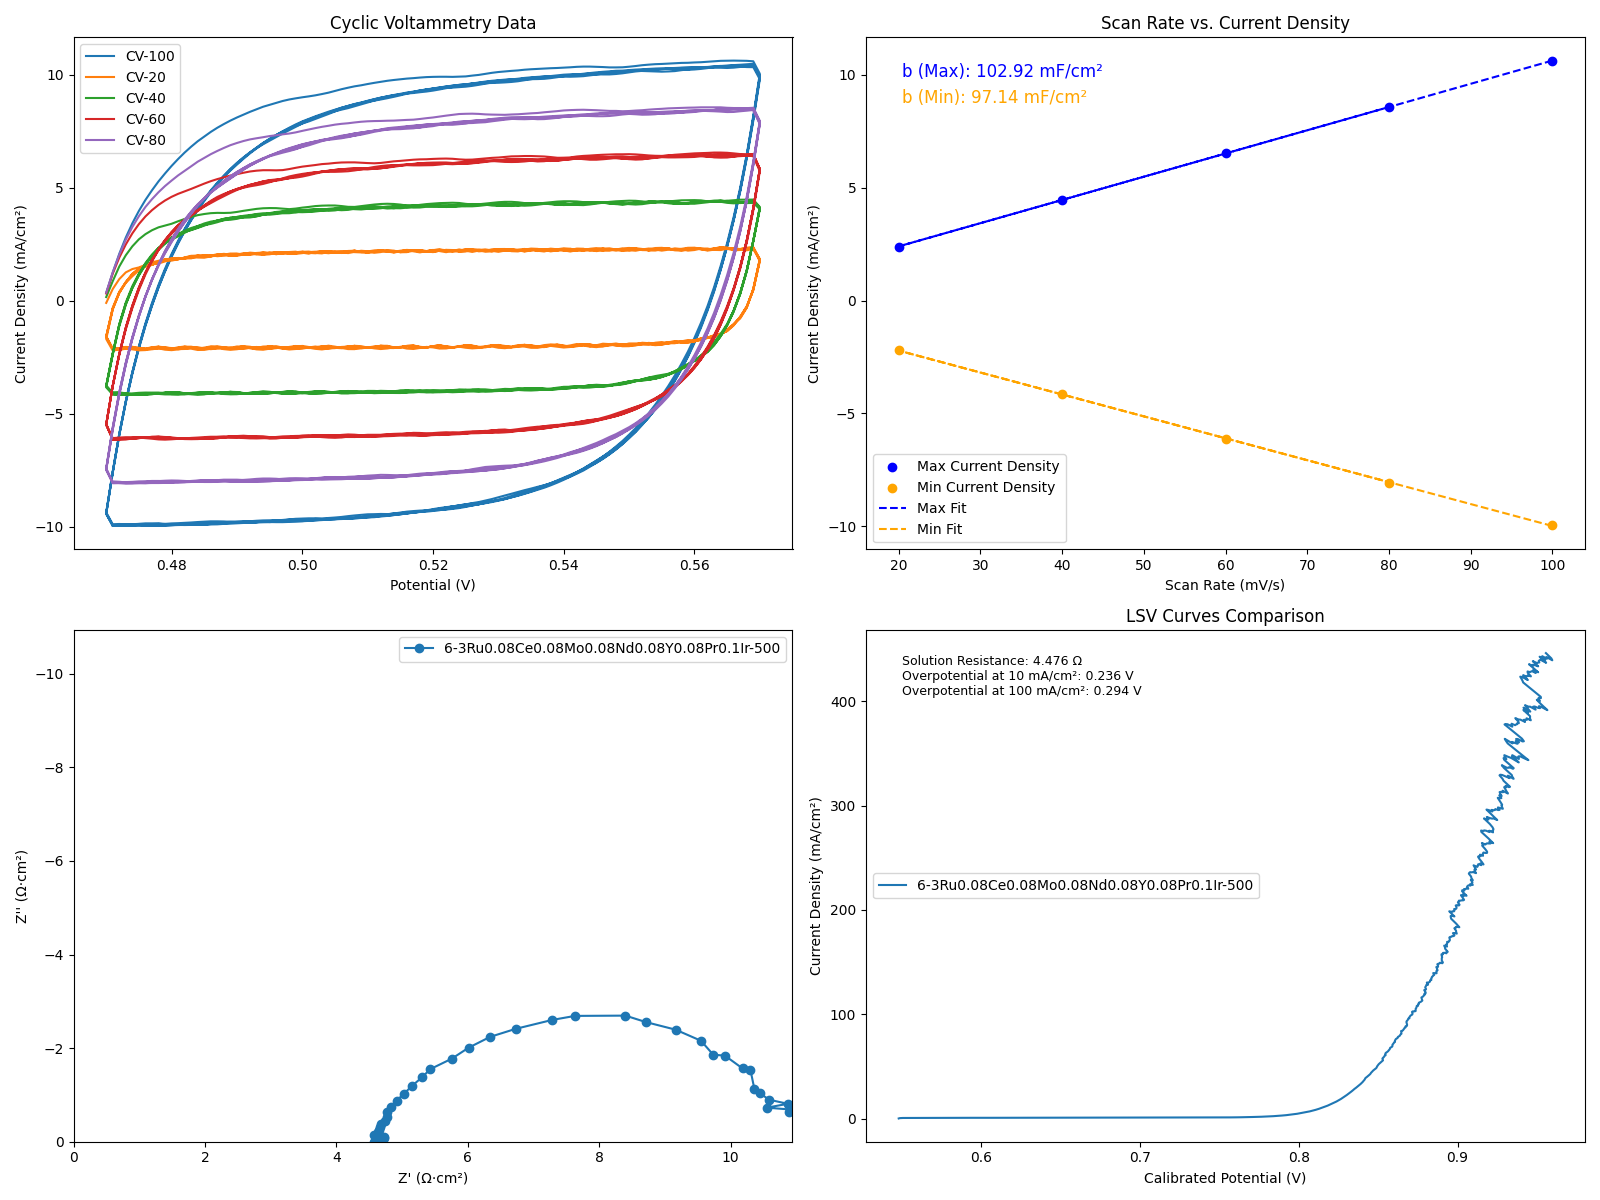 Cyclic Voltammetry Data
CV-100
CV-20
CV-40
CV-60
CV-80
10
5
0
−5
−10
Current Density (mA/cm²)
0.48
0.50
0.52
0.54
0.56
Potential (V)
Scan Rate vs. Current Density
b (Max): 102.92 mF/cm²
b (Min): 97.14 mF/cm²
10
5
0
−5
−10
Current Density (mA/cm²)
Max Current Density
Min Current Density
Max Fit
Min Fit
20
30
40
50
60
70
80
90
100
Scan Rate (mV/s)
6-3Ru0.08Ce0.08Mo0.08Nd0.08Y0.08Pr0.1Ir-500
−10
−8
−6
−4
−2
0
Z'' (Ω·cm²)
0
2
4
6
8
10
Z' (Ω·cm²)
LSV Curves Comparison
Solution Resistance: 4.476 Ω
Overpotential at 10 mA/cm²: 0.236 V
Overpotential at 100 mA/cm²: 0.294 V
400
300
200
100
0
Current Density (mA/cm²)
6-3Ru0.08Ce0.08Mo0.08Nd0.08Y0.08Pr0.1Ir-500
0.6
0.7
0.8
0.9
Calibrated Potential (V)